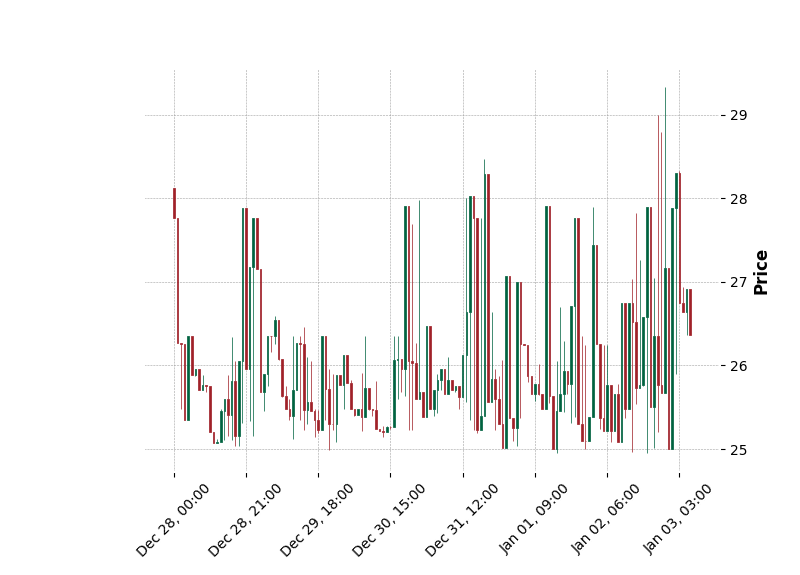 29
28
27
26
25
Price
Dec 28, 00:00
Dec 28, 21:00
Dec 29, 18:00
Dec 30, 15:00
Dec 31, 12:00
Jan 01, 09:00
Jan 02, 06:00
Jan 03, 03:00